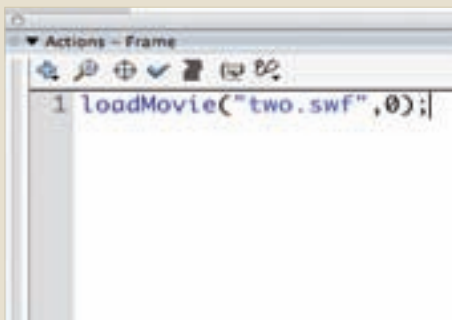 Actions – Frame
1 loadMovie("two.swf",0);